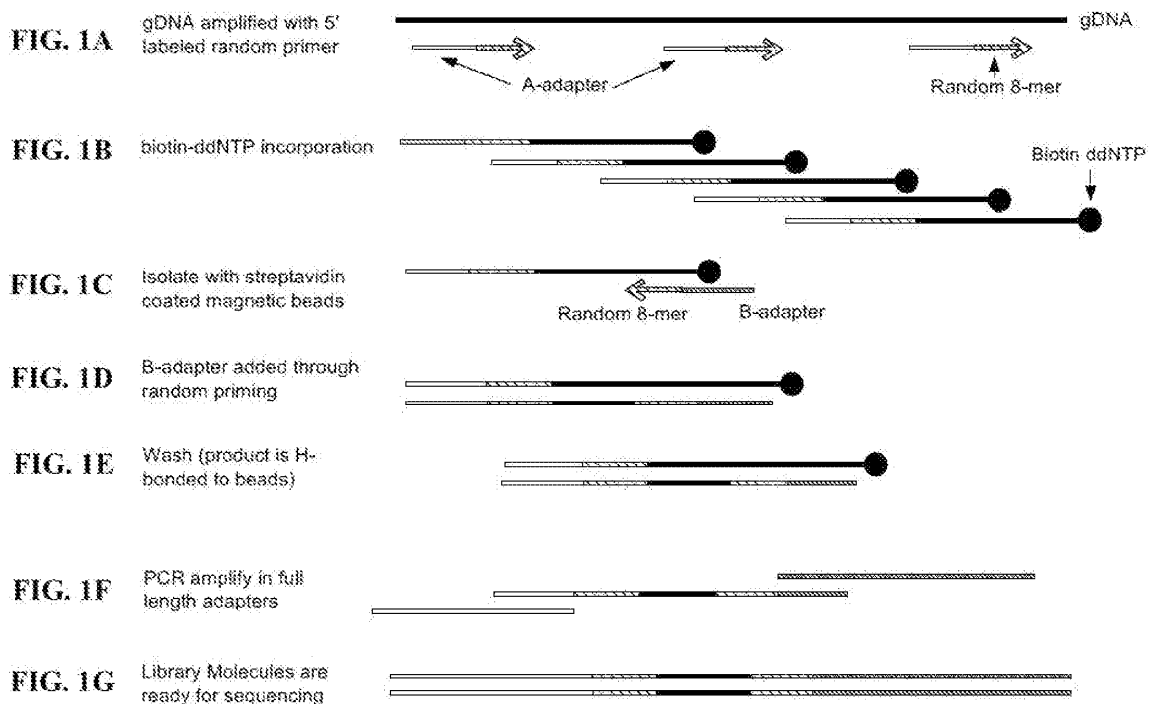 FIG. 1A
gDNA amplified with 5'
labeled random primer
gDNA
A-adapter
Random 8-mer
FIG. 1B
biotin-ddNTP incorporation
Biotin ddNTP
FIG. 1C
Isolate with streptavidin
coated magnetic beads
Random 8-mer
B-adapter
FIG. 1D
B-adapter added through
random priming
FIG. 1E
Wash (product is H-
bonded to beads)
FIG. 1F
PCR amplify in full
length adapters
FIG. 1G
Library Molecules are
ready for sequencing